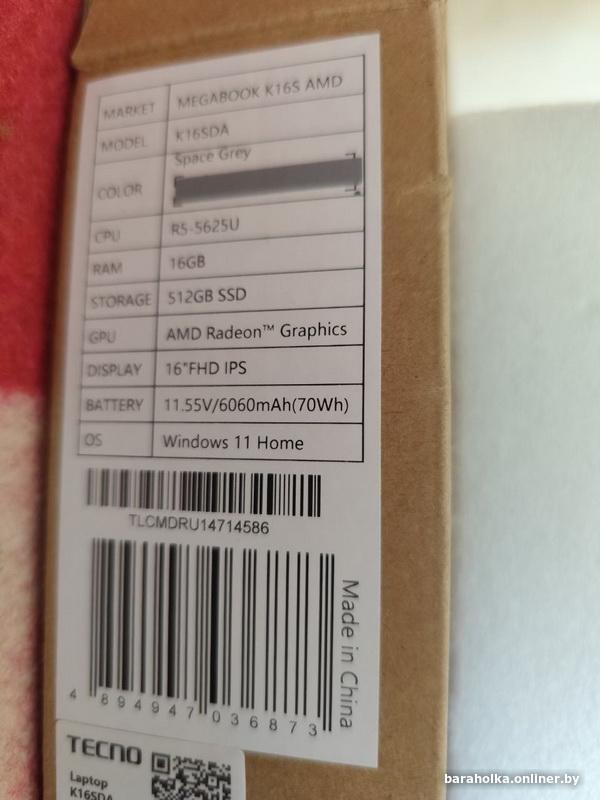 MARKET MEGABOOK K16S AMD
MODEL K16SDA
COLOR Space Grey
CPU R5-5625U
RAM 16GB
STORAGE 512GB SSD
GPU AMD Radeon™ Graphics
DISPLAY 16"FHD IPS
BATTERY 11.55V/6060mAh(70Wh)
OS Windows 11 Home
TLCMDRU14714586
Made in China
4 894947 036873
TECNO
Laptop
K16SDA
baraholka.onliner.by